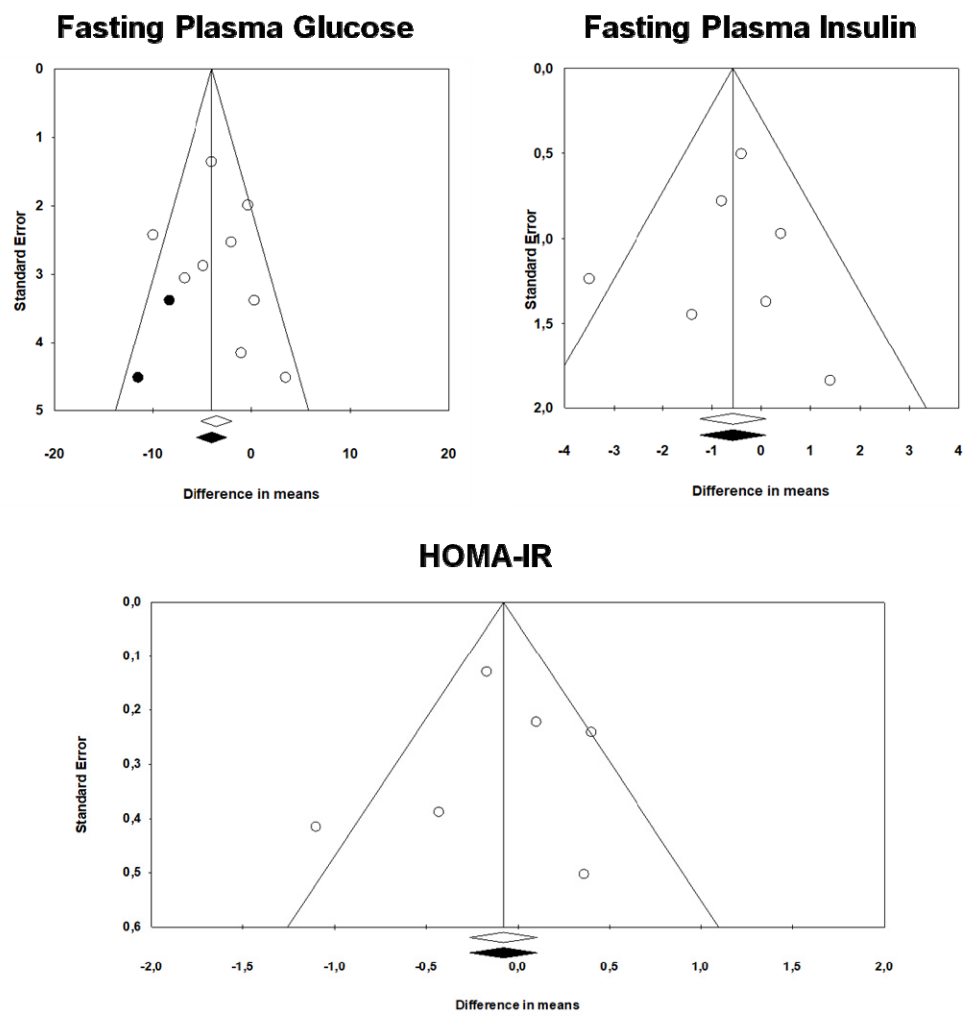 Fasting Plasma Glucose
0
1
2
3
4
5
Standard Error
-20 -10 0 10 20
Difference in means
Fasting Plasma Insulin
0,0
0,5
1,0
1,5
2,0
Standard Error
-4 -3 -2 -1 0 1 2 3 4
Difference in means
HOMA-IR
0,0
0,1
0,2
0,3
0,4
0,5
0,6
Standard Error
-2,0 -1,5 -1,0 -0,5 0,0 0,5 1,0 1,5 2,0
Difference in means